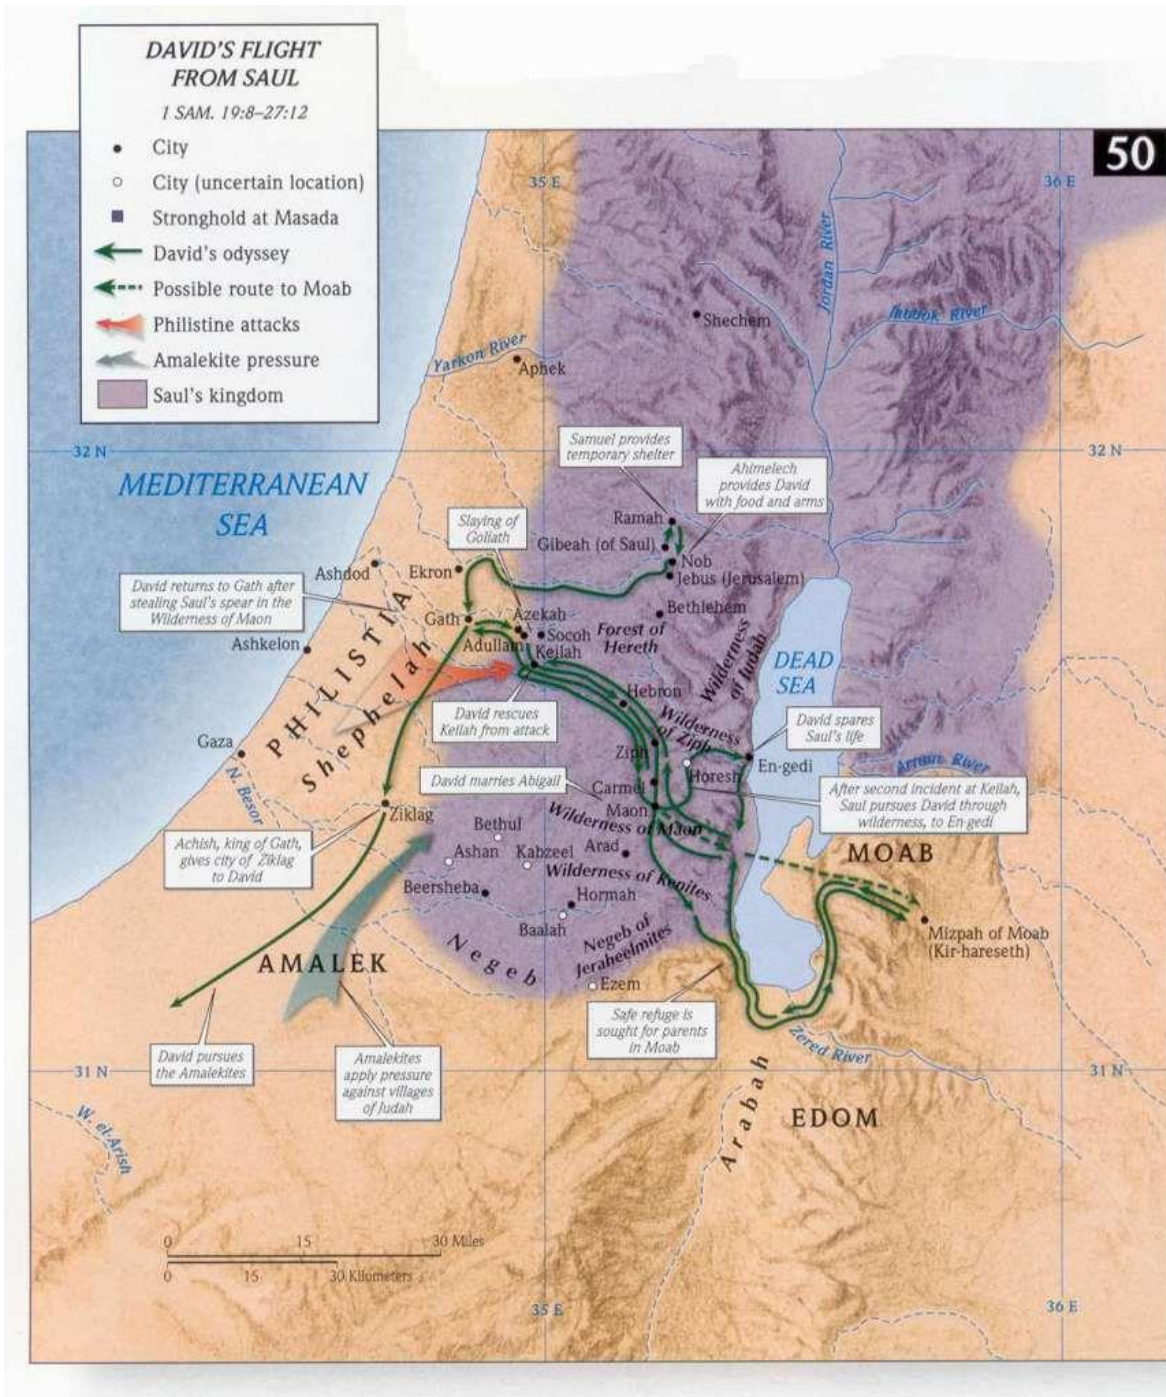 DAVID'S FLIGHT
FROM SAUL
1 SAM. 19:8–27:12
City
City (uncertain location)
Stronghold at Masada
David's odyssey
Possible route to Moab
Philistine attacks
Amalekite pressure
Saul's kingdom
50
35 E
36 E
Jordan River
Jabbok River
Shechem
Yarkon River
Aphek
32 N
32 N
MEDITERRANEAN
SEA
Samuel provides
temporary shelter
Ahimelech
provides David
with food and arms
Slaying of
Goliath
Ramah
Gibeah (of Saul)
Nob
Jebus (Jerusalem)
Ashdod
Ekron
David returns to Gath after
stealing Saul's spear in the
Wilderness of Maon
Bethlehem
Gath
Azekah
Adullam
Socoh
Keilah
Forest of
Hereth
Wilderness
of Judah
Ashkelon
PHILISTIA
Shephelah
DEAD
SEA
Hebron
David rescues
Keilah from attack
Wilderness
of Ziph
David spares
Saul's life
Gaza
N. Besor
Ziph
Horesh
En-gedi
Arnon River
David marries Abigail
Carmel
Maon
After second incident at Keilah,
Saul pursues David through
wilderness, to En-gedi
Ziklag
Wilderness of Maon
Achish, king of Gath,
gives city of Ziklag
to David
Bethul
Ashan
Kabzeel
Arad
MOAB
Wilderness of Kenites
Beersheba
Hormah
Baalah
Mizpah of Moab
(Kir-hareseth)
Negeb
Negeb of
Jeraheelmites
AMALEK
Ezem
Safe refuge is
sought for parents
in Moab
Zered River
David pursues
the Amalekites
Amalekites
apply pressure
against villages
of Judah
31 N
31 N
W. el-Arish
Arabah
EDOM
0
15
30 Miles
0
15
30 Kilometers
35 E
36 E